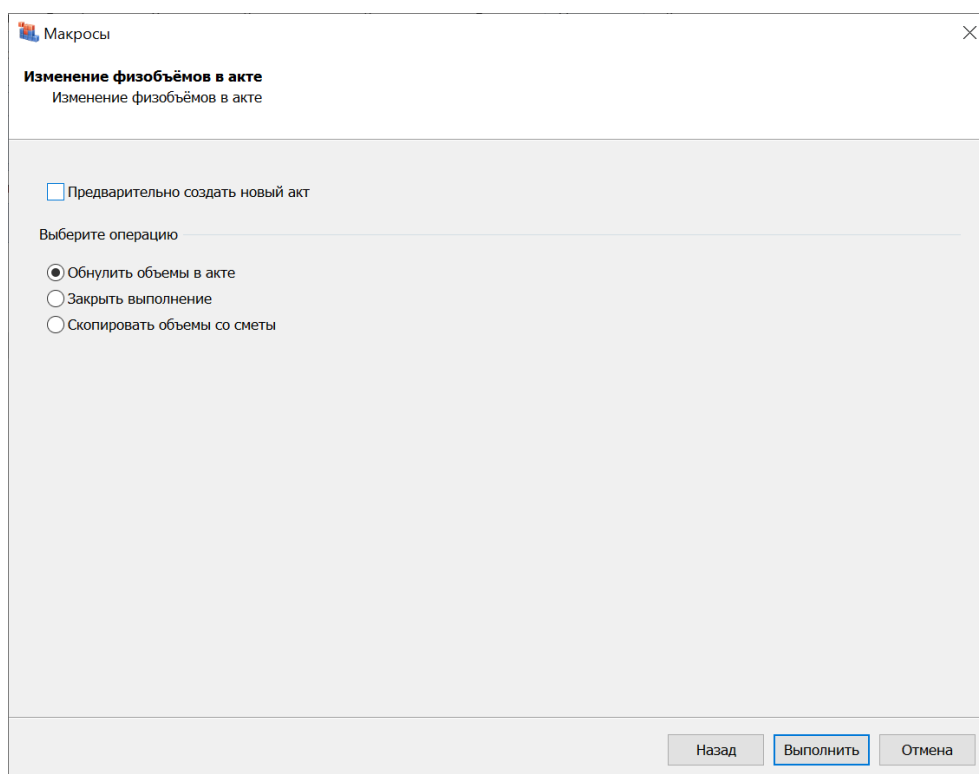 Макросы
Изменение физобъёмов в акте
Изменение физобъёмов в акте
Предварительно создать новый акт
Выберите операцию
Обнулить объемы в акте
Закрыть выполнение
Скопировать объемы со сметы
Назад Выполнить Отмена